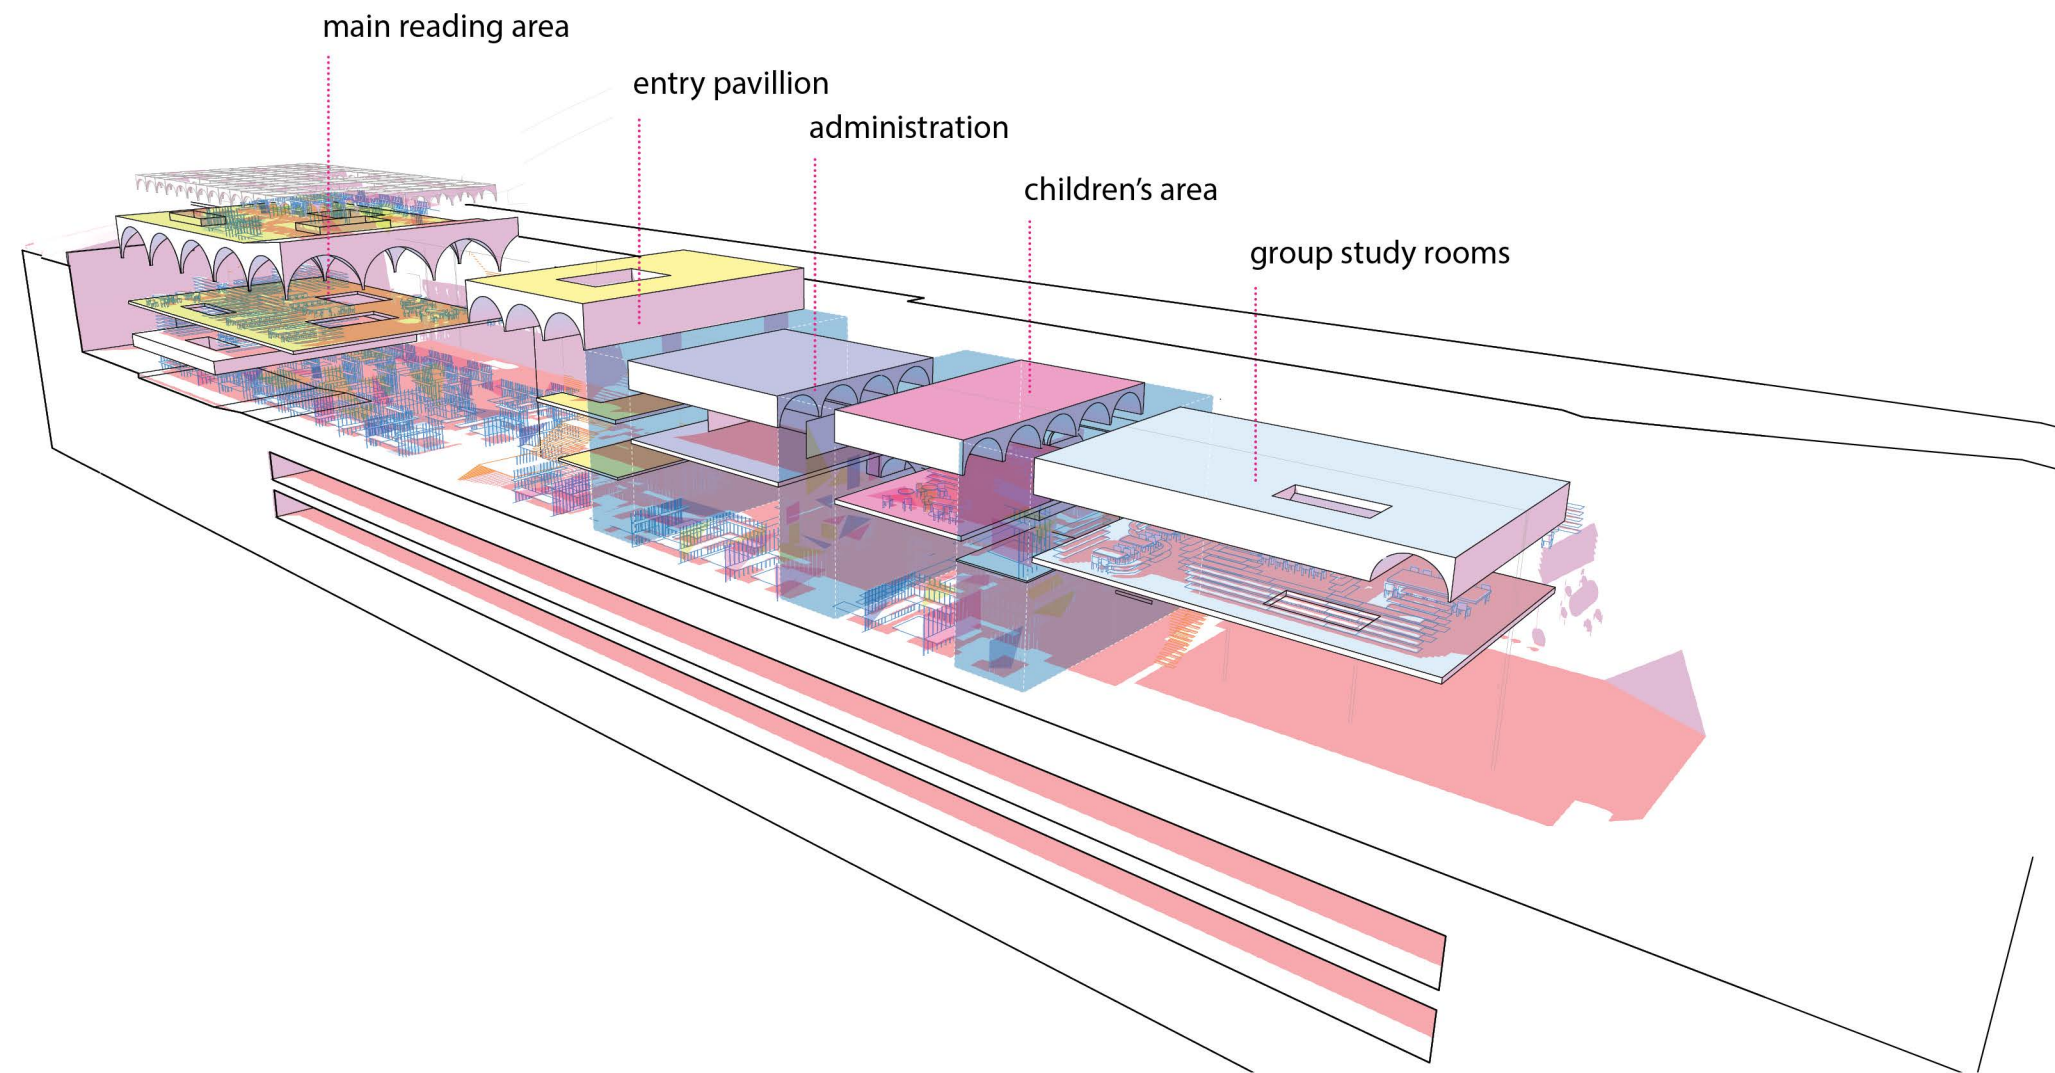 main reading area
entry pavillion
administration
children’s area
group study rooms